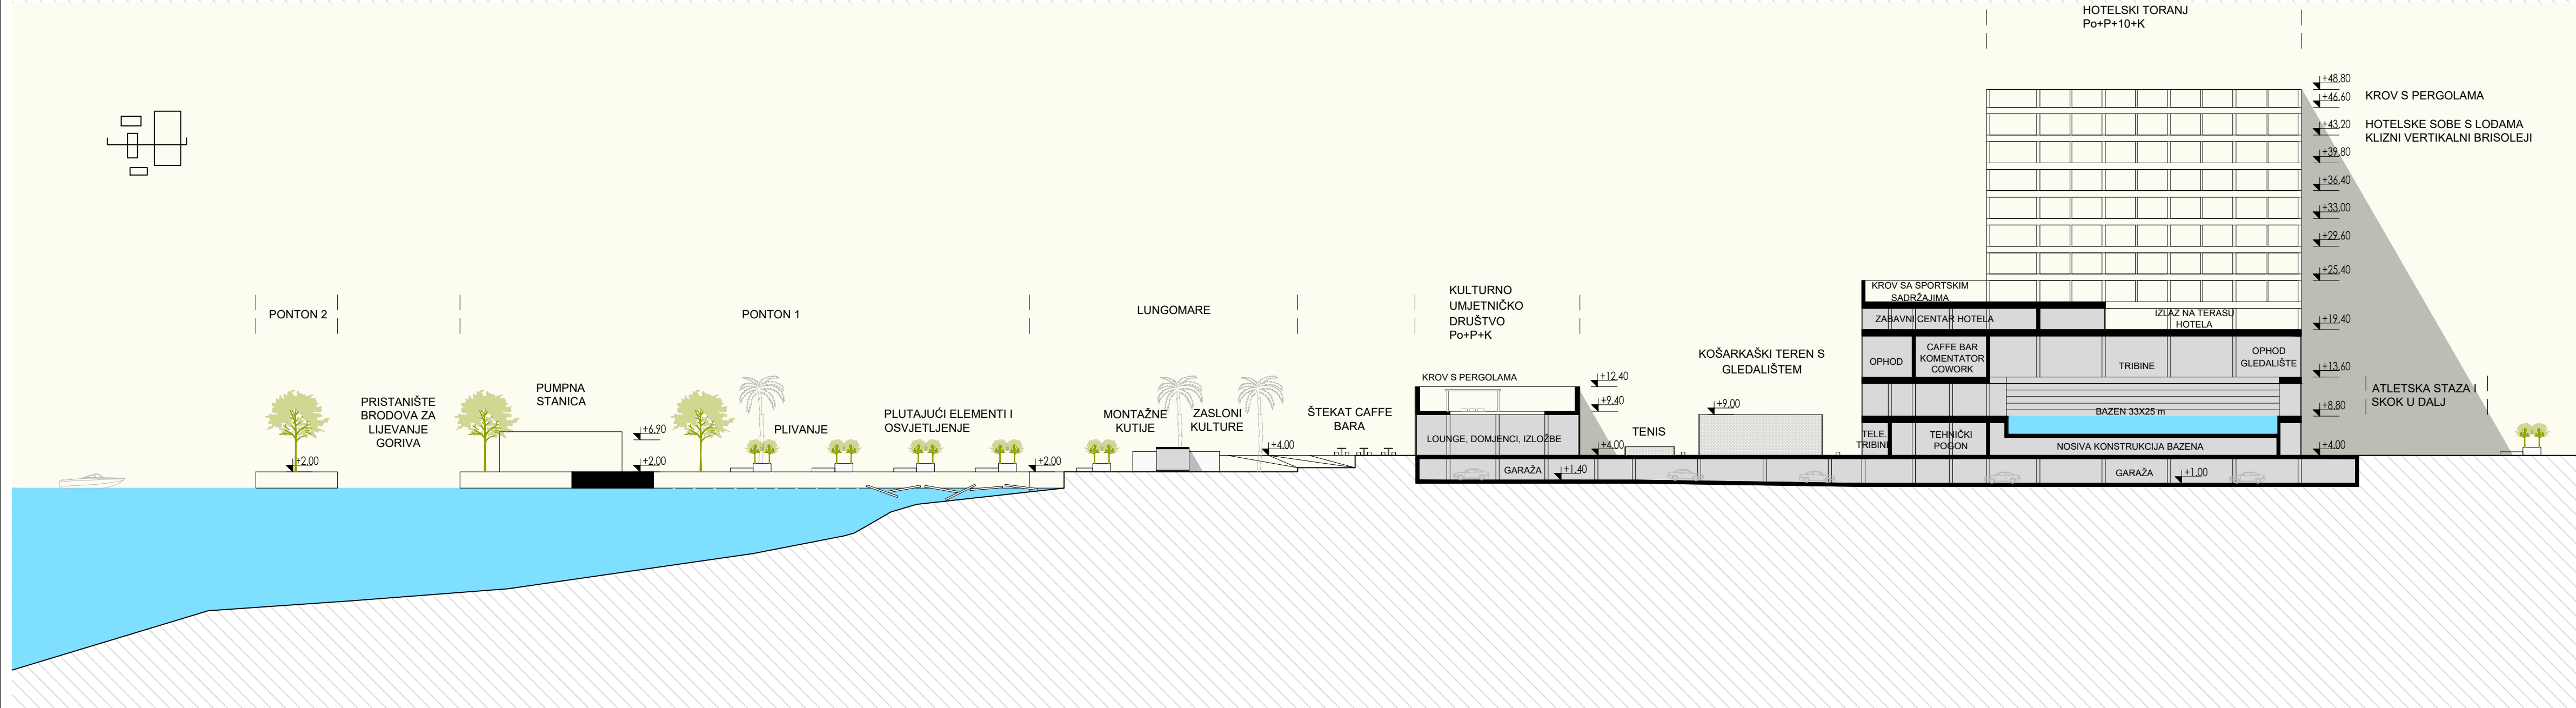 HOTELSKI TORANJ
Po+P+10+K
+48,80
+46,60
KROV S PERGOLAMA
+43,20
HOTELSKE SOBE S LOĐAMA
KLIZNI VERTIKALNI BRISOLEJI
+39,80
+36,40
+33,00
+29,60
+25,40
+19,40
+13,60
+8,80
+4,00
ATLETSKA STAZA I
SKOK U DALJ
PONTON 2
PONTON 1
LUNGOMARE
KULTURNO
UMJETNIČKO
DRUŠTVO
Po+P+K
KROV SA SPORTSKIM
SADRŽAJIMA
ZABAVNI CENTAR HOTELA
IZLAZ NA TERASU
HOTELA
OPHOD
CAFFE BAR
KOMENTATOR
COWORK
TRIBINE
OPHOD
GLEDALIŠTE
BAZEN 33X25 m
TELE.
TRIBINE
TEHNIČKI
POGON
NOSIVA KONSTRUKCIJA BAZENA
GARAŽA
+1,00
KOŠARKAŠKI TEREN S
GLEDALIŠTEM
+9,00
TENIS
KROV S PERGOLAMA
+12,40
+9,40
LOUNGE, DOMJENCI, IZLOŽBE
+4,00
GARAŽA
+1,40
ŠTEKAT CAFFE
BARA
+4,00
ZASLONI
KULTURE
MONTAŽNE
KUTIJE
+2,00
PLUTAJUĆI ELEMENTI I
OSVJETLJENJE
PLIVANJE
PUMPNA
STANICA
+6,90
+2,00
PRISTANIŠTE
BRODOVA ZA
LIJEVANJE
GORIVA
+2,00